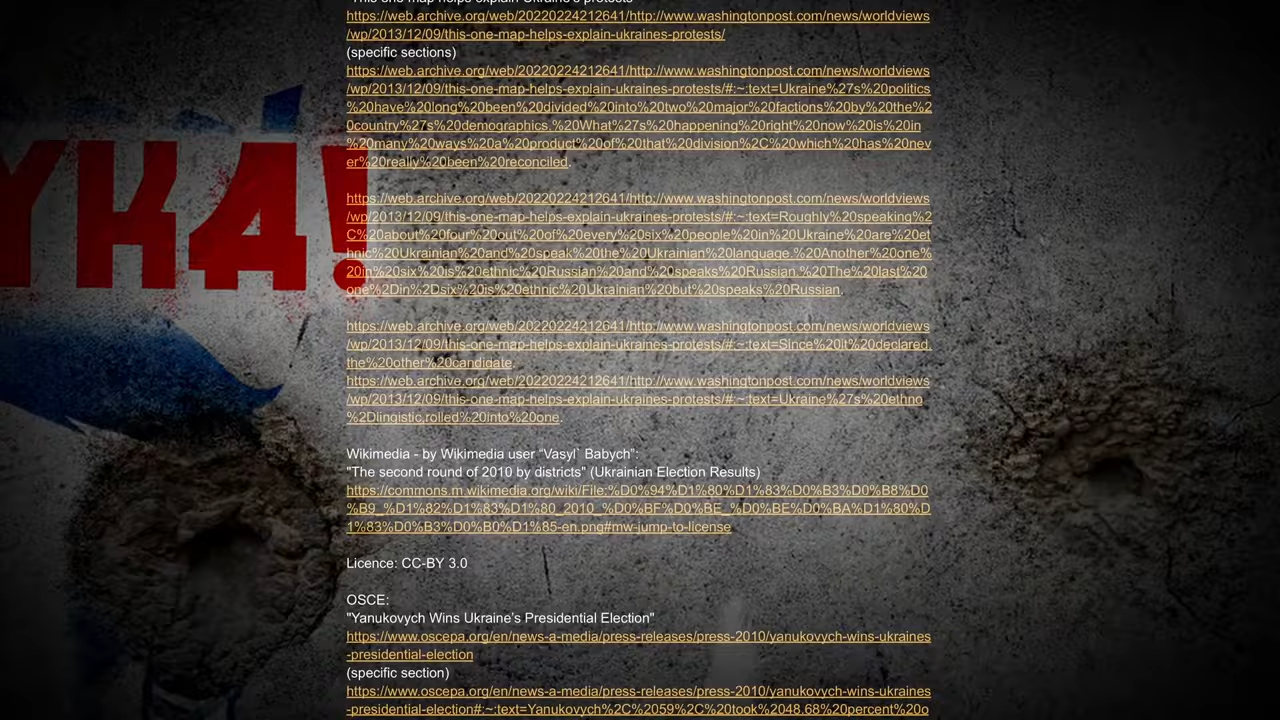 "This one map helps explain Ukraine's protests"
https://web.archive.org/web/20220224212641/http://www.washingtonpost.com/news/worldviews
/wp/2013/12/09/this-one-map-helps-explain-ukraines-protests/
(specific sections)
https://web.archive.org/web/20220224212641/http://www.washingtonpost.com/news/worldviews
/wp/2013/12/09/this-one-map-helps-explain-ukraines-protests/#:~:text=Ukraine%27s%20politics
%20have%20long%20been%20divided%20into%20two%20major%20factions%20by%20the%2
0country%27s%20demographics.%20What%27s%20happening%20right%20now%20is%20in
%20many%20ways%20a%20product%20of%20that%20division%2C%20which%20has%20nev
er%20really%20been%20reconciled.
УКА!
https://web.archive.org/web/20220224212641/http://www.washingtonpost.com/news/worldviews
/wp/2013/12/09/this-one-map-helps-explain-ukraines-protests/#:~:text=Roughly%20speaking%2
C%20about%20four%20out%20of%20every%20six%20people%20in%20Ukraine%20are%20et
hnic%20Ukrainian%20and%20speak%20the%20Ukrainian%20language.%20Another%20one%
20in%20six%20is%20ethnic%20Russian%20and%20speaks%20Russian.%20The%20last%20
one%2Din%2Dsix%20is%20ethnic%20Ukrainian%20but%20speaks%20Russian.
https://web.archive.org/web/20220224212641/http://www.washingtonpost.com/news/worldviews
/wp/2013/12/09/this-one-map-helps-explain-ukraines-protests/#:~:text=Since%20it%20declared,
the%20other%20candidate.
https://web.archive.org/web/20220224212641/http://www.washingtonpost.com/news/worldviews
/wp/2013/12/09/this-one-map-helps-explain-ukraines-protests/#:~:text=Ukraine%27s%20ethno
%2Dlingistic,rolled%20into%20one.
Wikimedia - by Wikimedia user “Vasyl` Babych”:
"The second round of 2010 by districts" (Ukrainian Election Results)
https://commons.m.wikimedia.org/wiki/File:%D0%94%D1%80%D1%83%D0%B3%D0%B8%D0
%B9_%D1%82%D1%83%D1%80_2010_%D0%BF%D0%BE_%D0%BE%D0%BA%D1%80%D
1%83%D0%B3%D0%B0%D1%85-en.png#mw-jump-to-license
Licence: CC-BY 3.0
OSCE:
"Yanukovych Wins Ukraine’s Presidential Election"
https://www.oscepa.org/en/news-a-media/press-releases/press-2010/yanukovych-wins-ukraines
-presidential-election
(specific section)
https://www.oscepa.org/en/news-a-media/press-releases/press-2010/yanukovych-wins-ukraines
-presidential-election#:~:text=Yanukovych%2C%2059%2C%20took%2048.68%20percent%20o